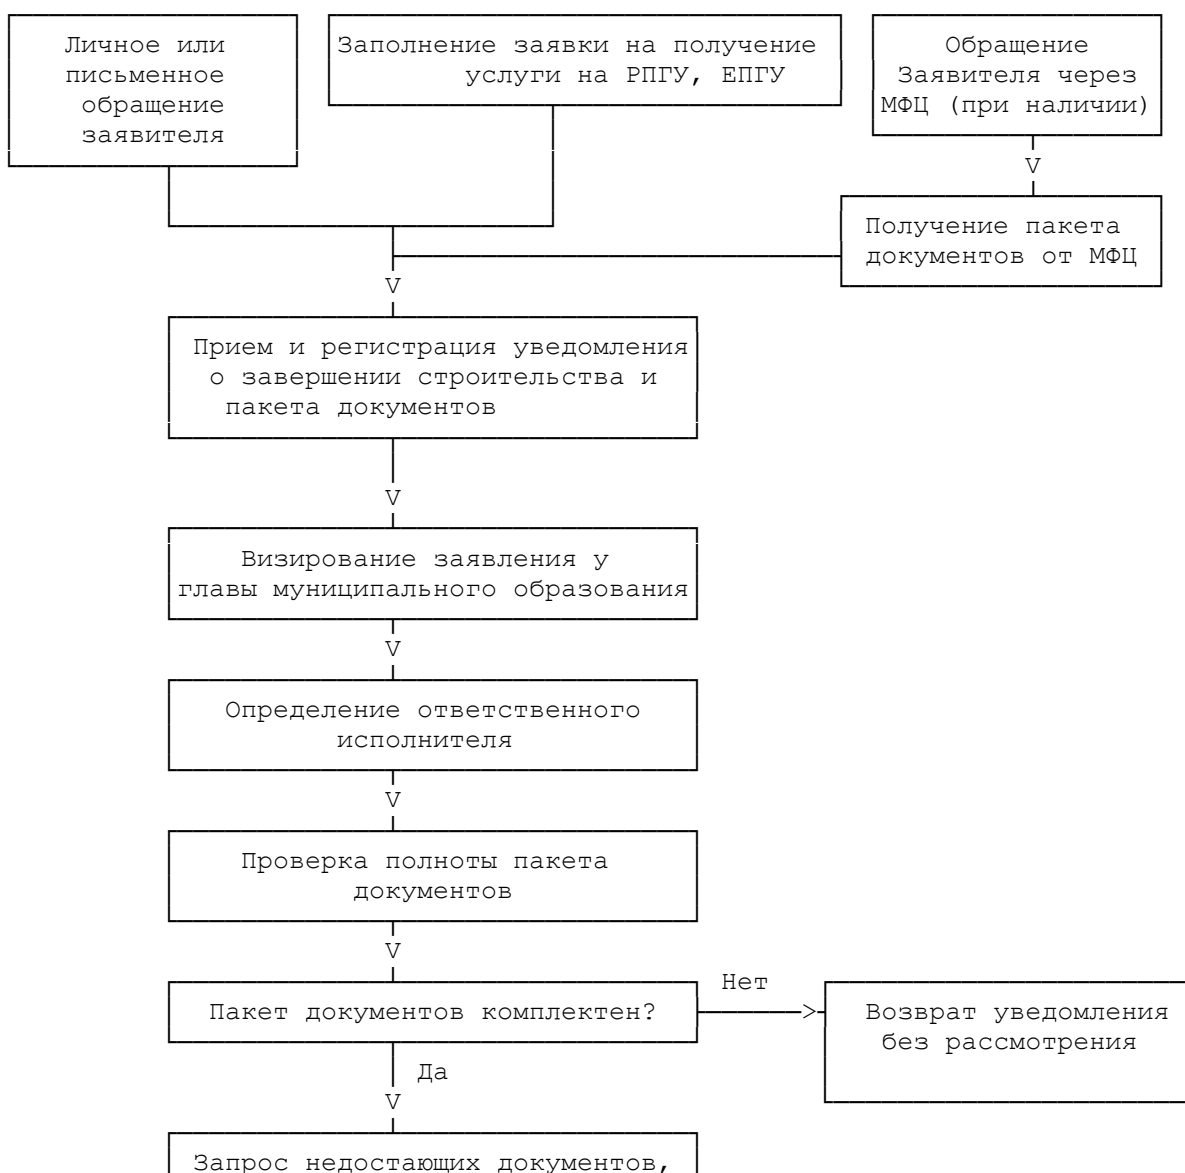 Личное или
письменное
обращение
заявителя
Заполнение заявки на получение
услуги на РПГУ, ЕПГУ
Обращение
Заявителя через
МФЦ (при наличии)
V
Получение пакета
документов от МФЦ
V
Прием и регистрация уведомления
о завершении строительства и
пакета документов
V
Визирование заявления у
главы муниципального образования
V
Определение ответственного
исполнителя
V
Проверка полноты пакета
документов
V
Пакет документов комплектен?
Нет
>
Возврат уведомления
без рассмотрения
Да
V
Запрос недостающих документов,